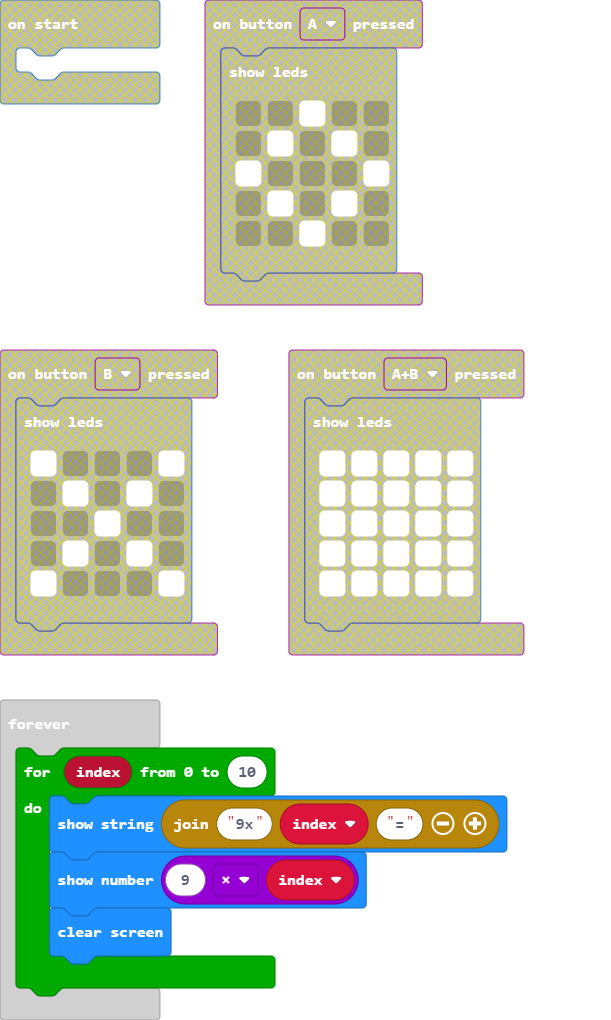 on start
on button A pressed
show leds
on button B pressed
show leds
on button A+B pressed
show leds
forever
for index from 0 to 10
do
show string join "9x" index "="
show number 9 × index
clear screen